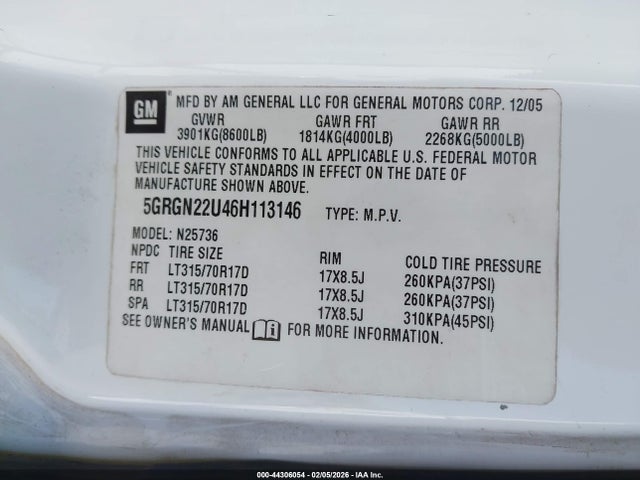 GM ® MFD BY AM GENERAL LLC FOR GENERAL MOTORS CORP. 12/05
GVWR GAWR FRT GAWR RR
3901KG(8600LB) 1814KG(4000LB) 2268KG(5000LB)
THIS VEHICLE CONFORMS TO ALL APPLICABLE U.S. FEDERAL MOTOR
VEHICLE SAFETY STANDARDS IN EFFECT ON THE DATE OF
MANUFACTURE SHOWN ABOVE.
5GRGN22U46H113146 TYPE: M.P.V.
MODEL: N25736
NPDC TIRE SIZE RIM COLD TIRE PRESSURE
FRT LT315/70R17D 17X8.5J 260KPA(37PSI)
RR LT315/70R17D 17X8.5J 260KPA(37PSI)
SPA LT315/70R17D 17X8.5J 310KPA(45PSI)
SEE OWNER'S MANUAL FOR MORE INFORMATION.
000-44306054 - 02/05/2026 - IAA Inc.